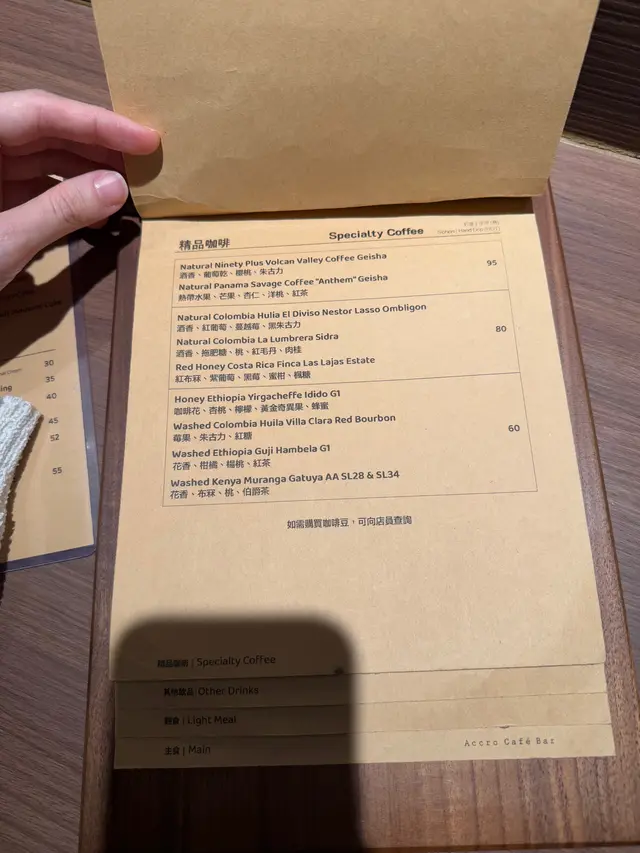 精品咖啡
Specialty Coffee
Natural Ninety Plus Volcan Valley Coffee Geisha
酒香、葡萄乾、櫻桃、朱古力
95
Natural Panama Savage Coffee "Anthem" Geisha
熱帶水果、芒果、杏仁、洋桃、紅茶
Natural Colombia Hulia El Diviso Nestor Lasso Ombligon
酒香、紅葡萄、蔓越莓、黑朱古力
Natural Colombia La Lumbrera Sidra
80
酒香、拖肥糖、桃、紅毛丹、肉桂
Red Honey Costa Rica Finca Las Lajas Estate
紅布冧、紫葡萄、黑莓、蜜柑、楓糖
Honey Ethiopia Yirgacheffe Idido G1
咖啡花、杏桃、檸檬、黃金奇異果、蜂蜜
Washed Colombia Huila Villa Clara Red Bourbon
莓果、朱古力、紅糖
60
Washed Ethiopia Guji Hambela G1
花香、柑橘、楊桃、紅茶
Washed Kenya Muranga Gatuya AA SL28 & SL34
花香、布冧、桃、伯爵茶
如需購買咖啡豆，可向店員查詢
精品咖啡 | Specialty Coffee
其他飲品 | Other Drinks
輕食 | Light Meal
主食 | Main
Accro Café Bar
30
35
40
45
52
55